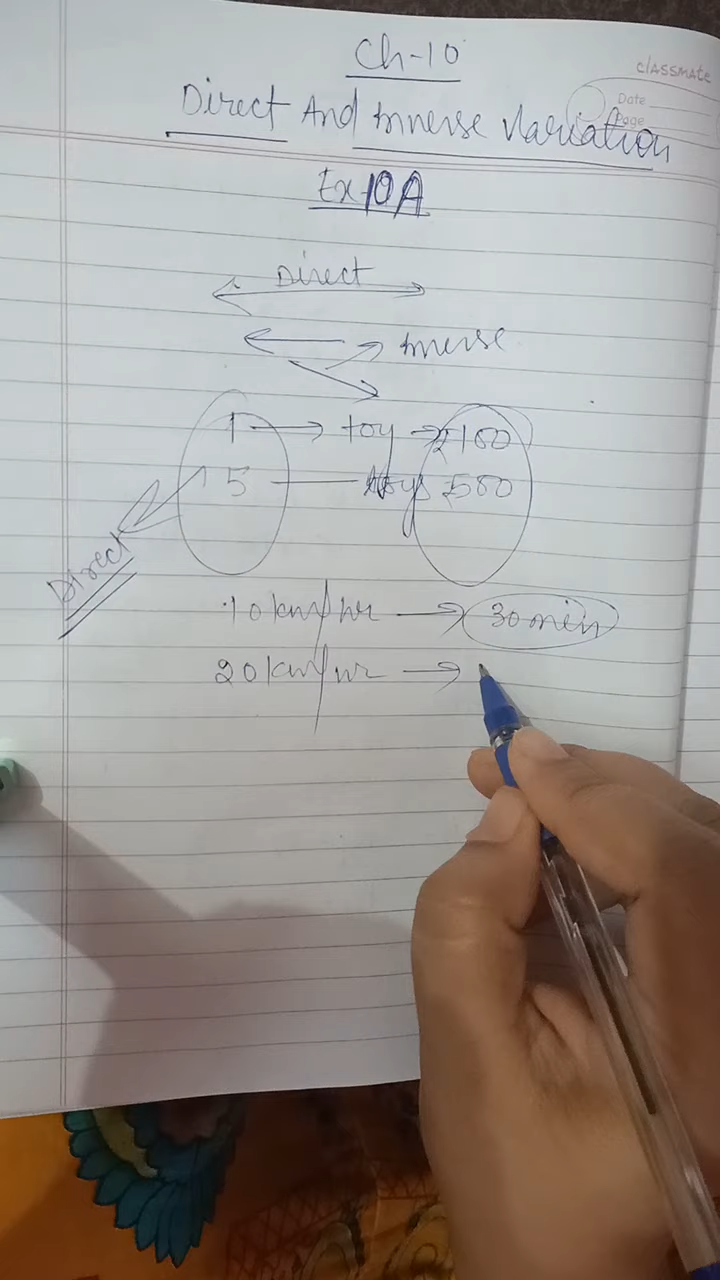 Ch-10
classmate
Date
Page
Direct And Inverse Variation
Ex 10A
Direct
Inverse
1 → toy → ₹100
5 — toys ₹500
Direct
10 km/hr → 30 min
20 km/hr →